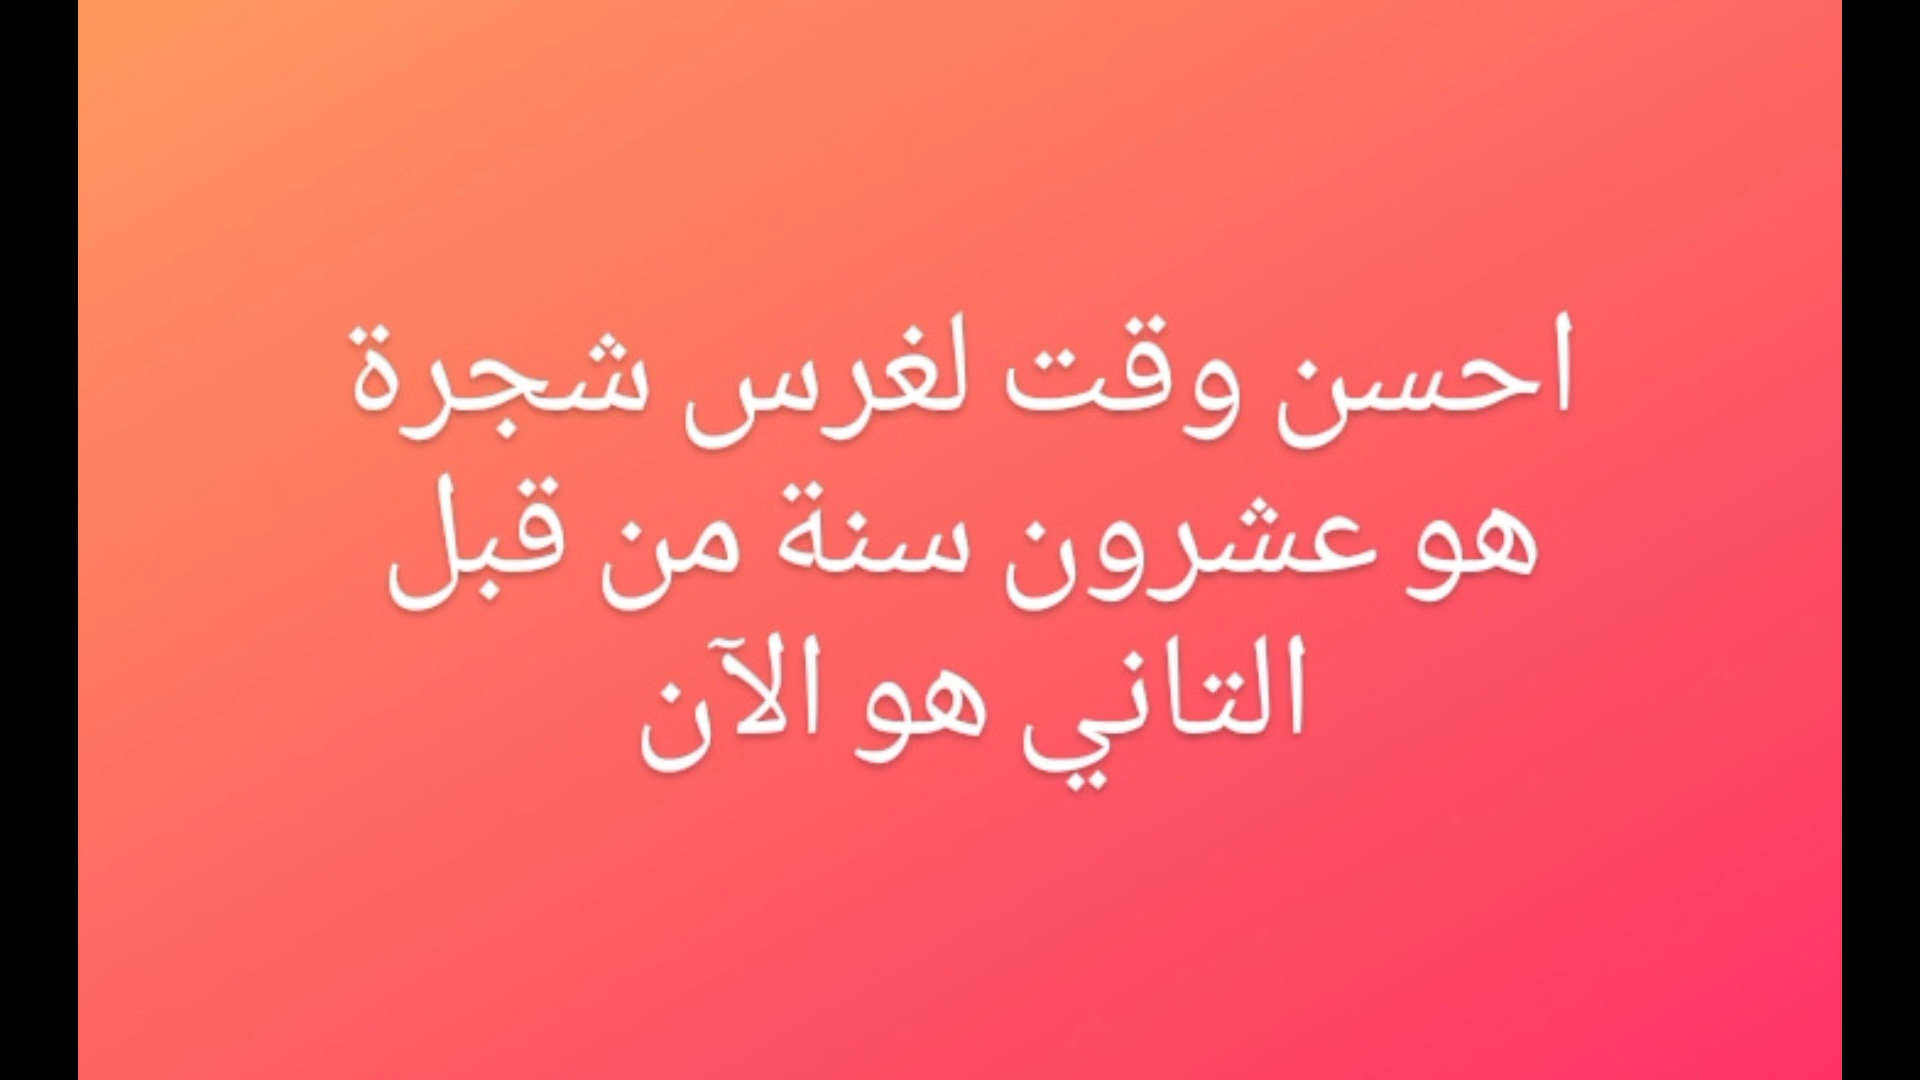 احسن وقت لغرس شجرة
هو عشرون سنة من قبل
التاني هو الآن